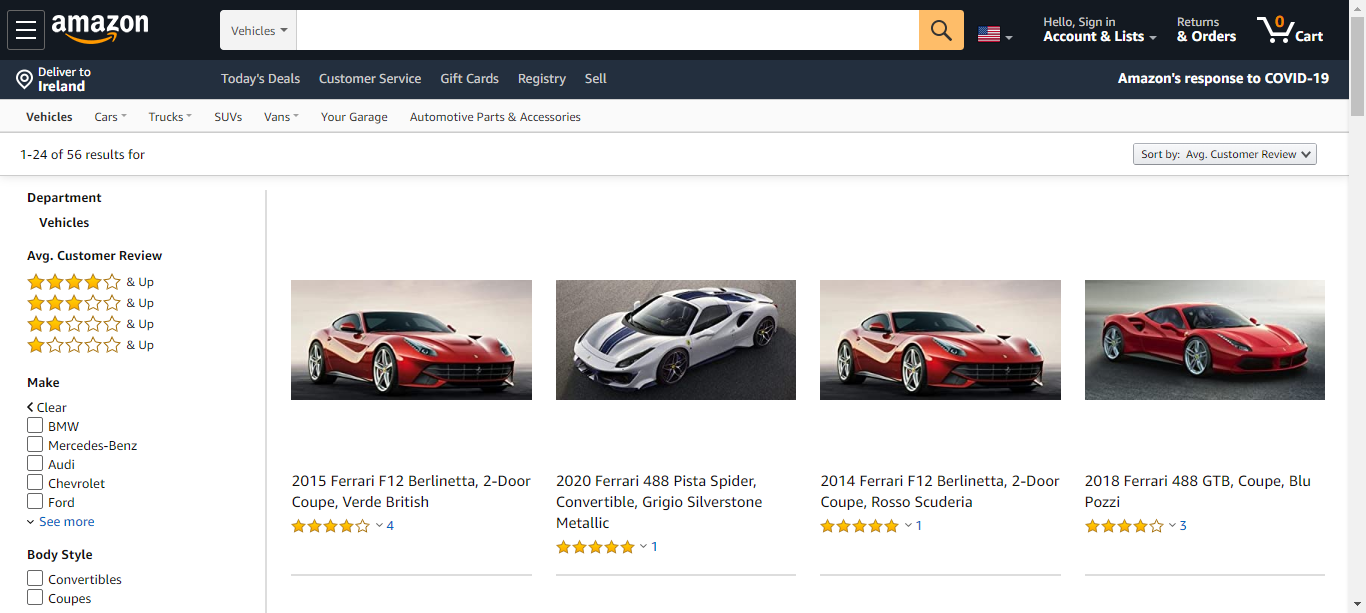 amazon
Vehicles
Hello, Sign in
Account & Lists
Returns
& Orders
0
Cart
Deliver to
Ireland
Today's Deals Customer Service Gift Cards Registry Sell
Amazon's response to COVID-19
Vehicles Cars Trucks SUVs Vans Your Garage Automotive Parts & Accessories
1-24 of 56 results for
Sort by: Avg. Customer Review
Department
Vehicles
Avg. Customer Review
& Up
& Up
& Up
& Up
Make
Clear
BMW
Mercedes-Benz
Audi
Chevrolet
Ford
See more
Body Style
Convertibles
Coupes
2015 Ferrari F12 Berlinetta, 2-Door
Coupe, Verde British
4
2020 Ferrari 488 Pista Spider,
Convertible, Grigio Silverstone
Metallic
1
2014 Ferrari F12 Berlinetta, 2-Door
Coupe, Rosso Scuderia
1
2018 Ferrari 488 GTB, Coupe, Blu
Pozzi
3